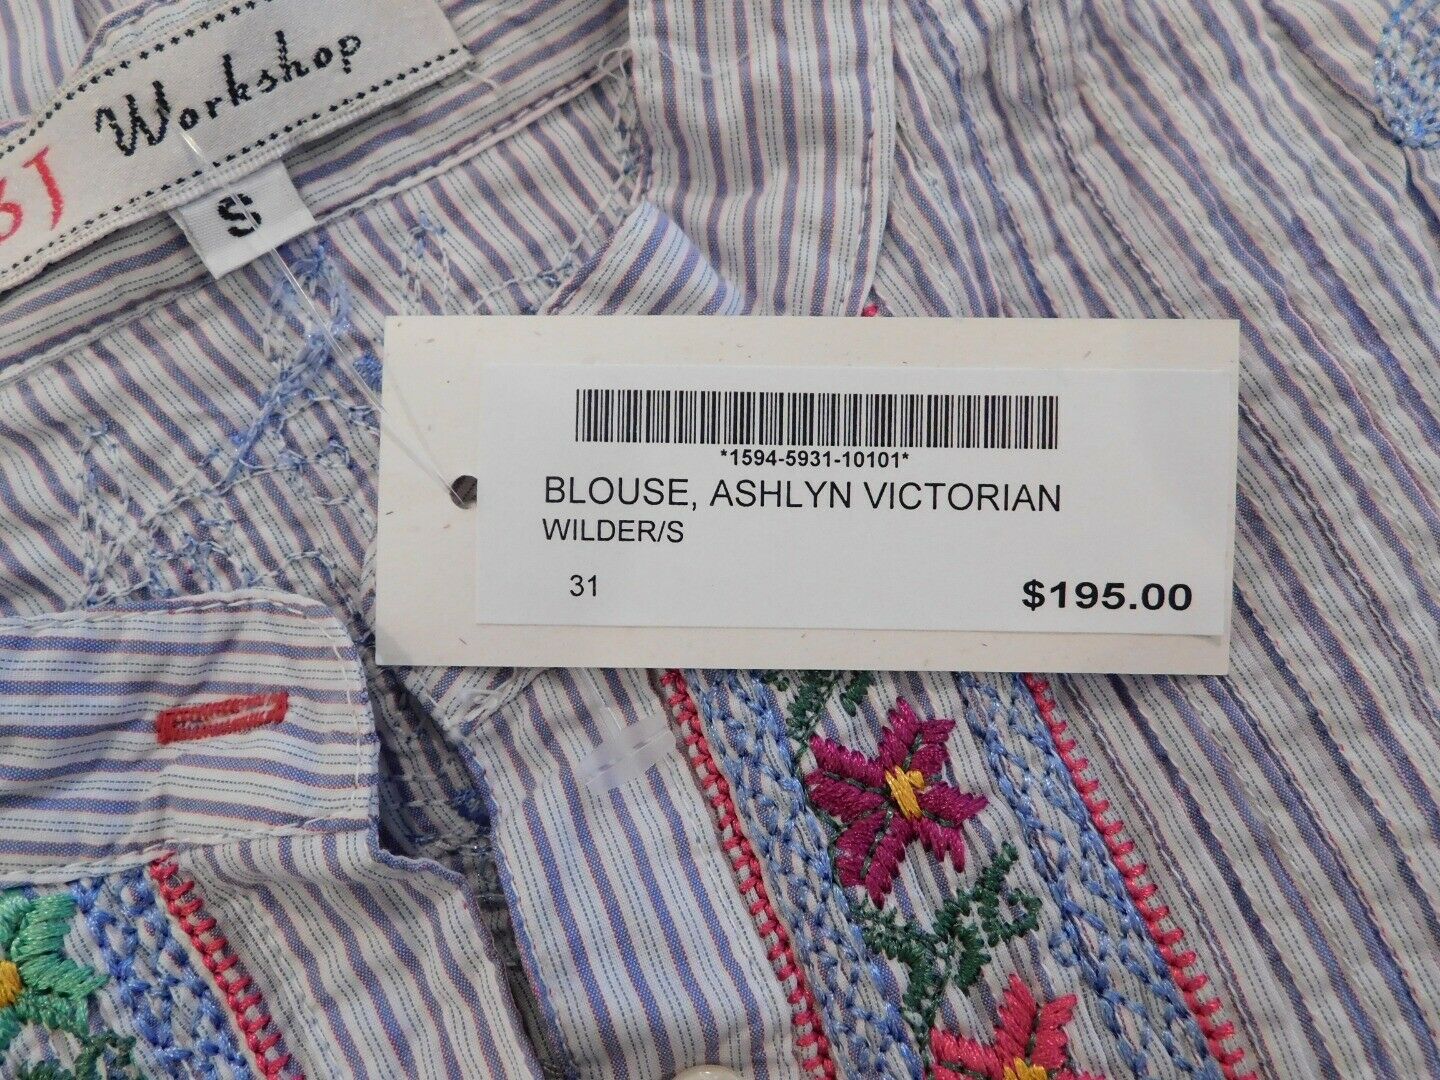 Workshop
S
*1594-5931-10101*
BLOUSE, ASHLYN VICTORIAN
WILDER/S
31
$195.00